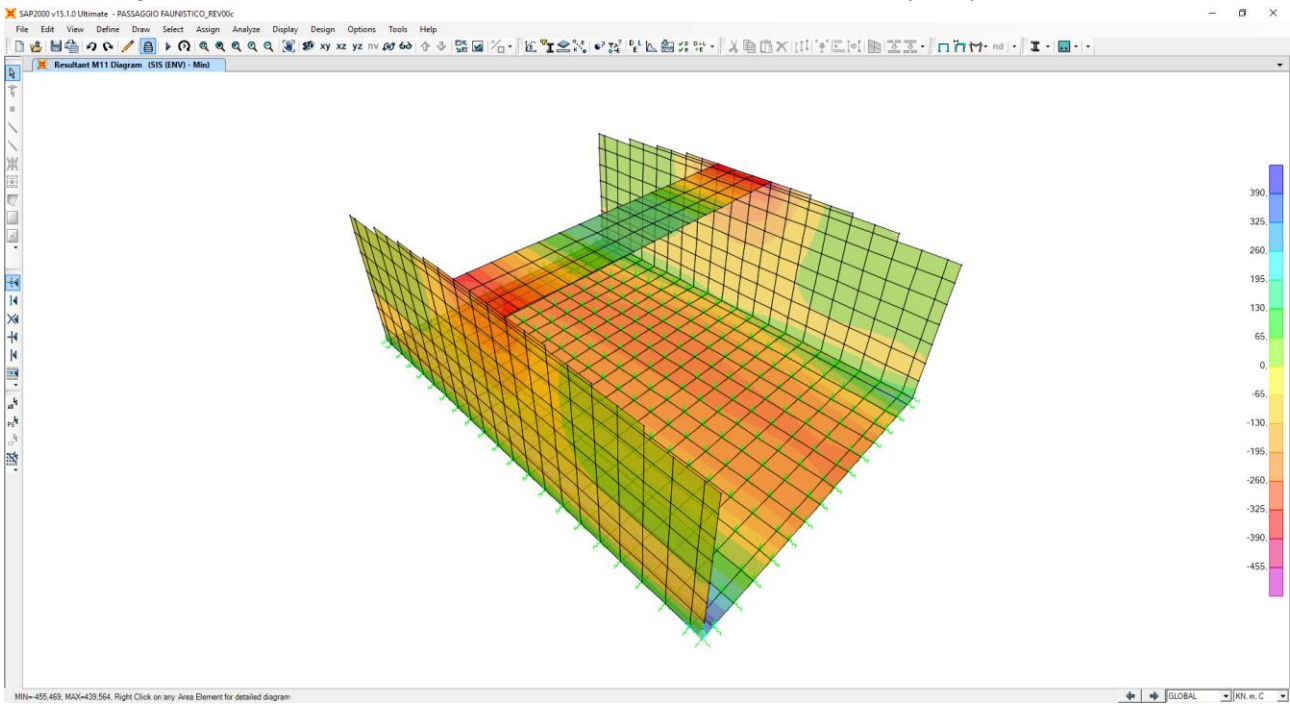 SAP2000 v15.1.0 Ultimate - PASSAGGIO FAUNISTICO_REV00c
File Edit View Define Draw Select Assign Analyze Display Design Options Tools Help
xy xz yz nv
nd
Resultant M11 Diagram (SIS (ENV) - Min)
390.
325.
260.
195.
130.
65.
0.
-65.
-130.
-195.
-260.
-325.
-390.
-455.
MIN=-455,469, MAX=439,564, Right Click on any Area Element for detailed diagram
GLOBAL
KN, m, C